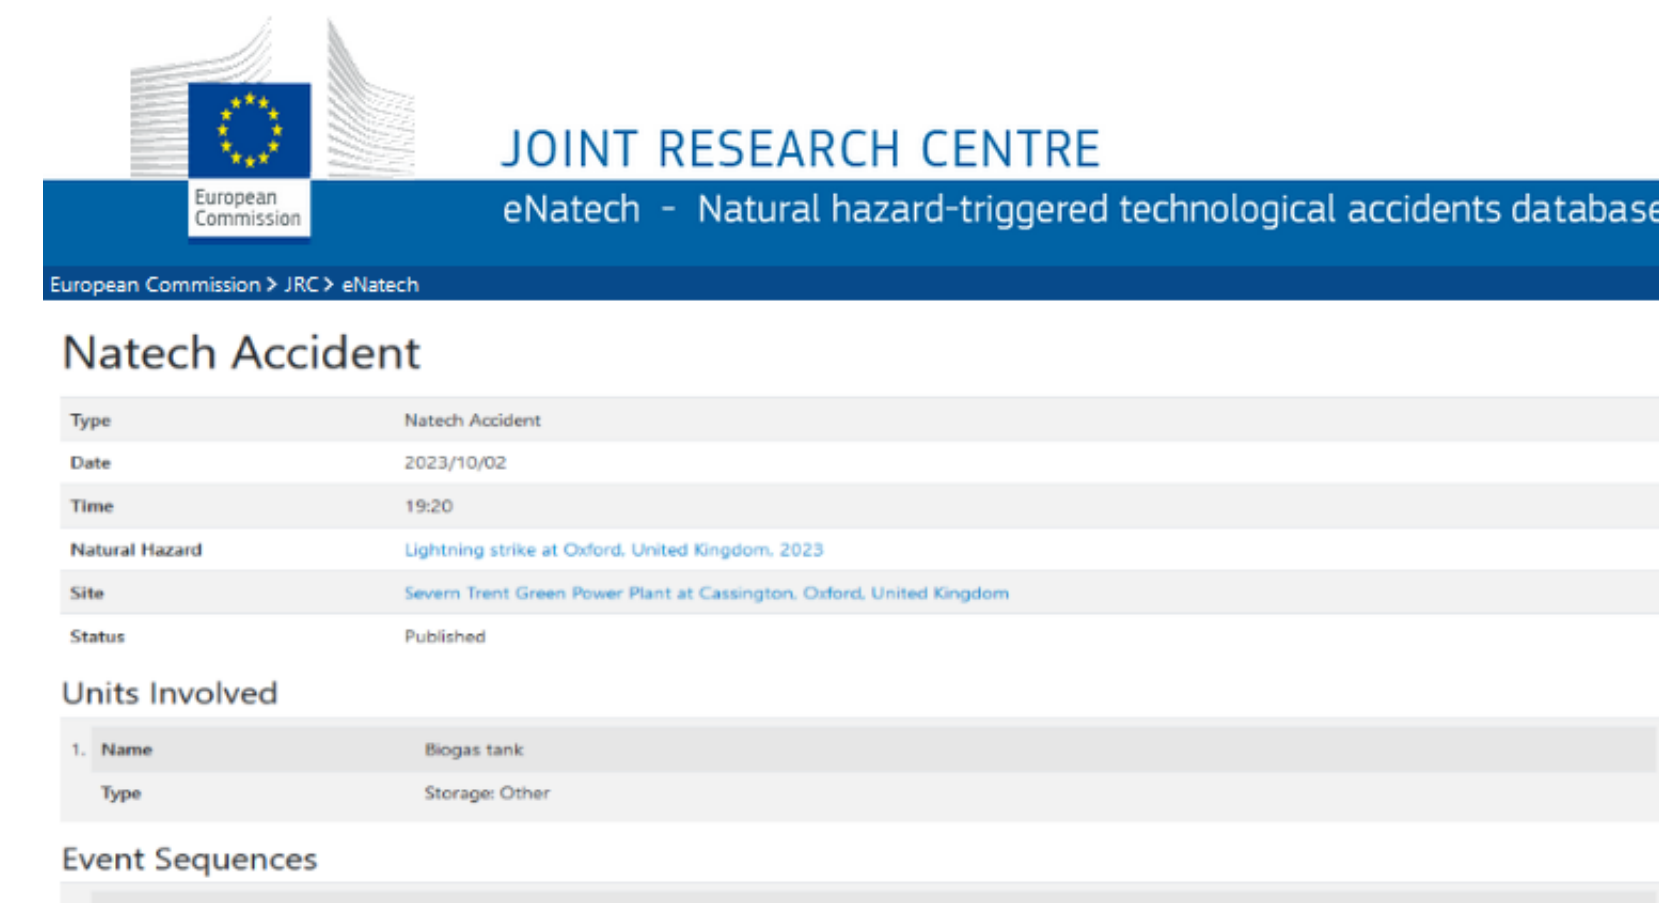 JOINT RESEARCH CENTRE
European
Commission
eNatech - Natural hazard-triggered technological accidents database
European Commission > JRC > eNatech
Natech Accident
Type Natech Accident
Date 2023/10/02
Time 19:20
Natural Hazard Lightning strike at Oxford, United Kingdom, 2023
Site Severn Trent Green Power Plant at Cassington, Oxford, United Kingdom
Status Published
Units Involved
1. Name Biogas tank
Type Storage: Other
Event Sequences